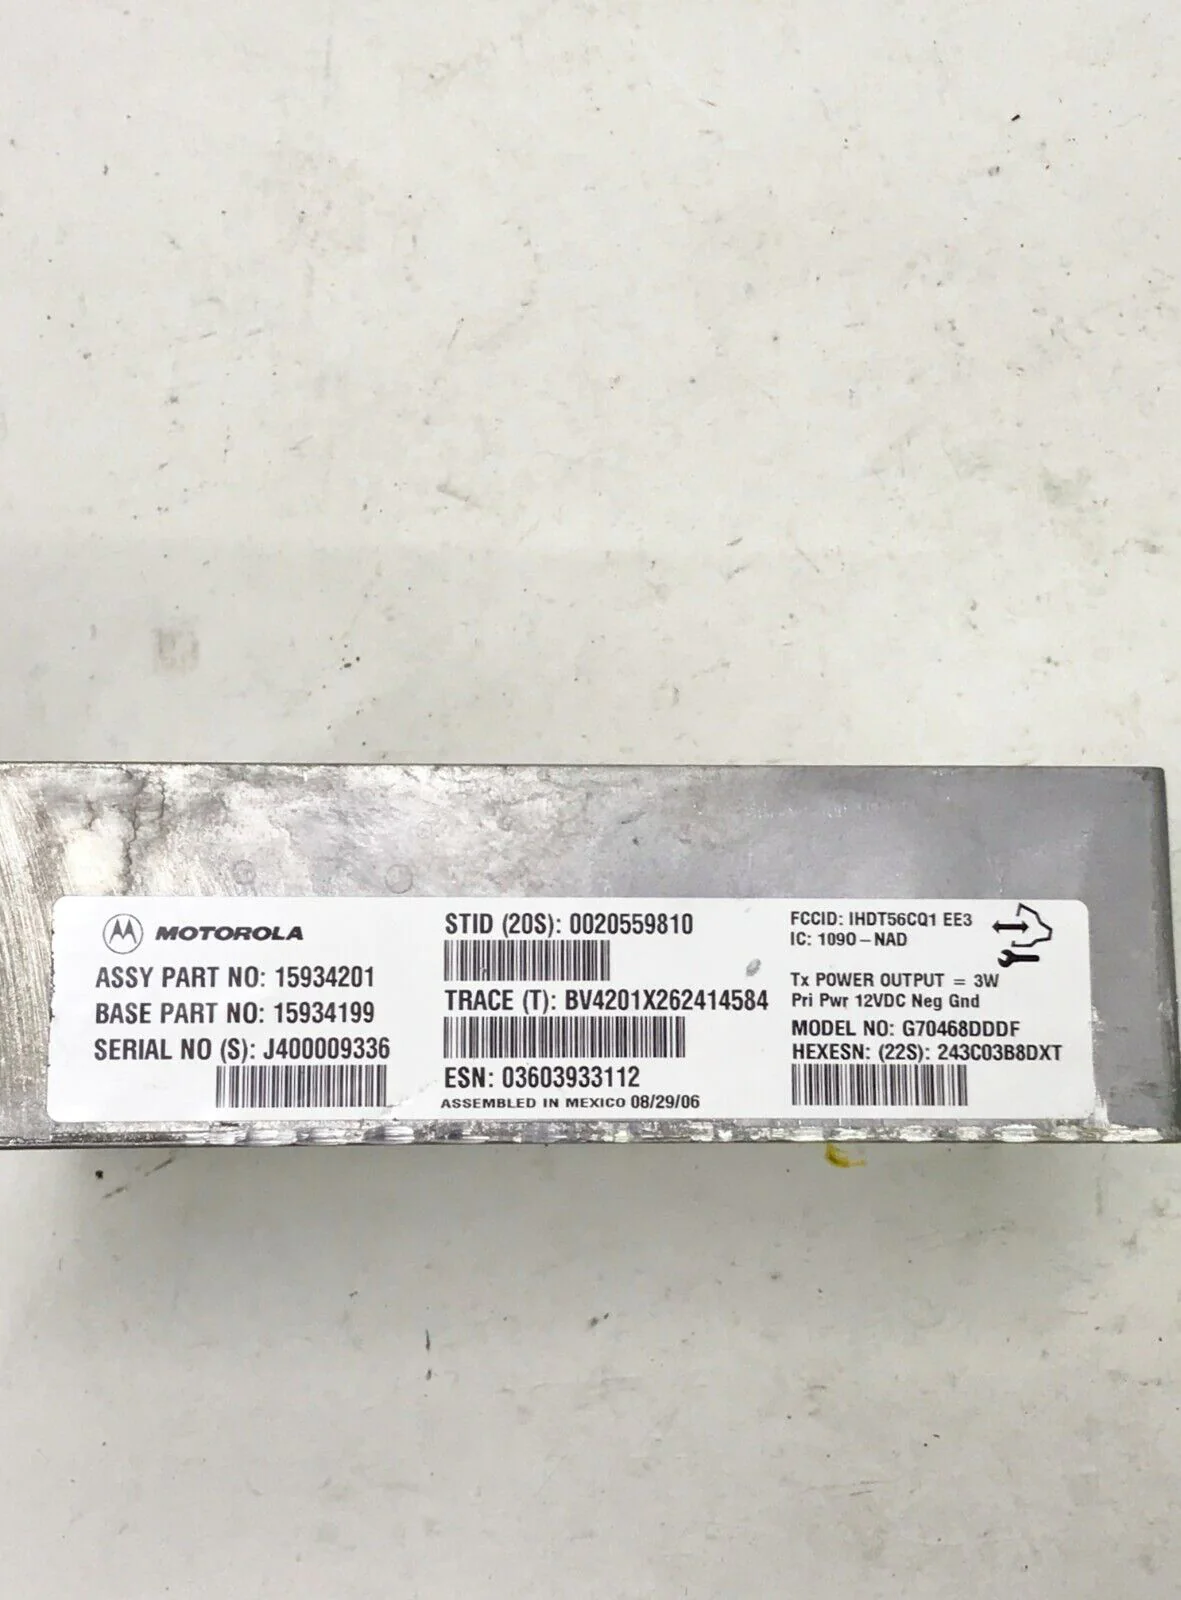 MOTOROLA
ASSY PART NO: 15934201
BASE PART NO: 15934199
SERIAL NO (S): J400009336
STID (20S): 0020559810
TRACE (T): BV4201X262414584
ESN: 03603933112
ASSEMBLED IN MEXICO 08/29/06
FCCID: IHDT56CQ1 EE3
IC: 109O-NAD
Tx POWER OUTPUT = 3W
Pri Pwr 12VDC Neg Gnd
MODEL NO: G70468DDDF
HEXESN: (22S): 243C03B8DXT